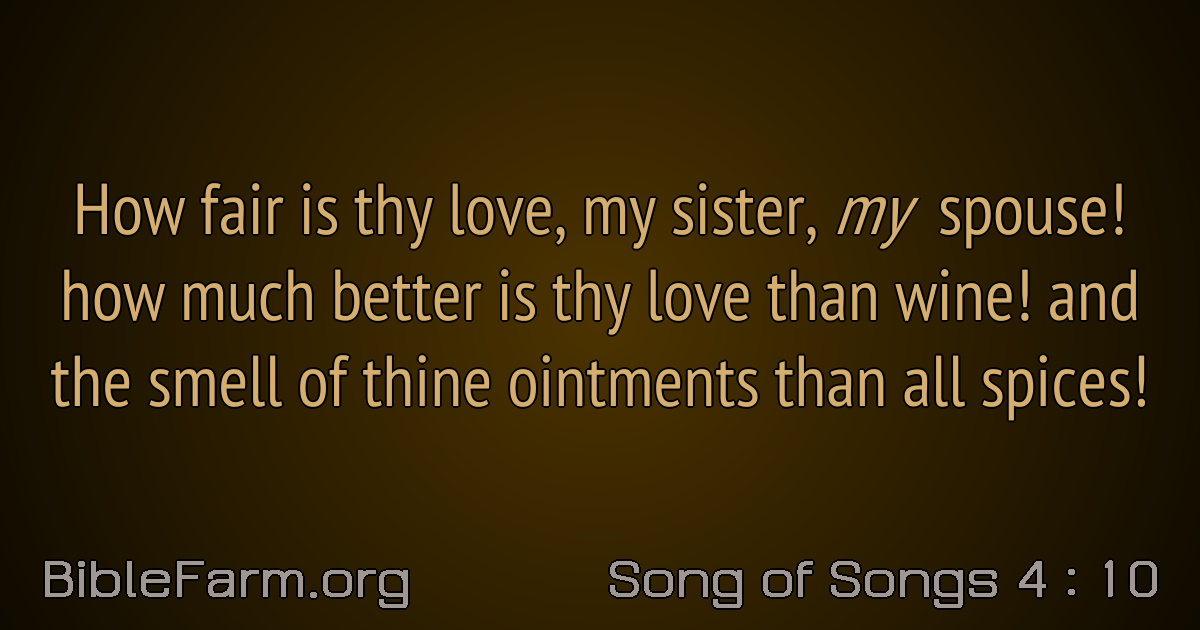 How fair is thy love, my sister, my spouse!
how much better is thy love than wine! and
the smell of thine ointments than all spices!
BibleFarm.org
Song of Songs 4 : 10